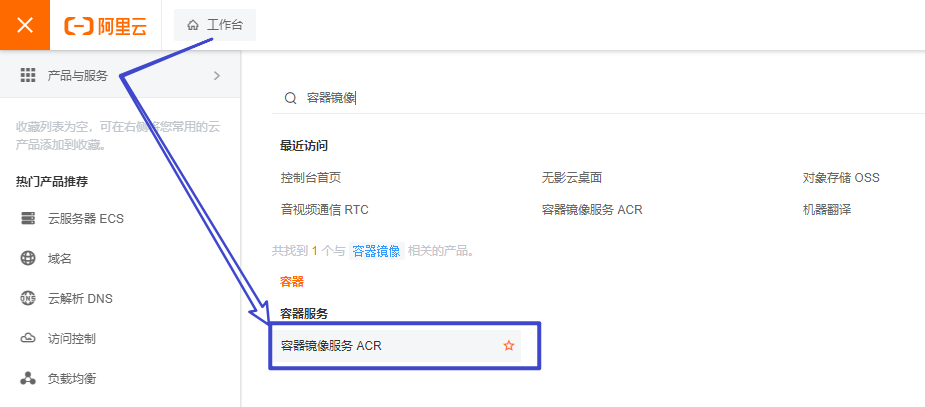 阿里云
工作台
产品与服务
收藏列表为空，可在右侧将您常用的云
产品添加到收藏。
热门产品推荐
云服务器 ECS
域名
云解析 DNS
访问控制
负载均衡
容器镜像
最近访问
控制台首页 无影云桌面 对象存储 OSS
音视频通信 RTC 容器镜像服务 ACR 机器翻译
共找到 1 个与 容器镜像 相关的产品。
容器
容器服务
容器镜像服务 ACR